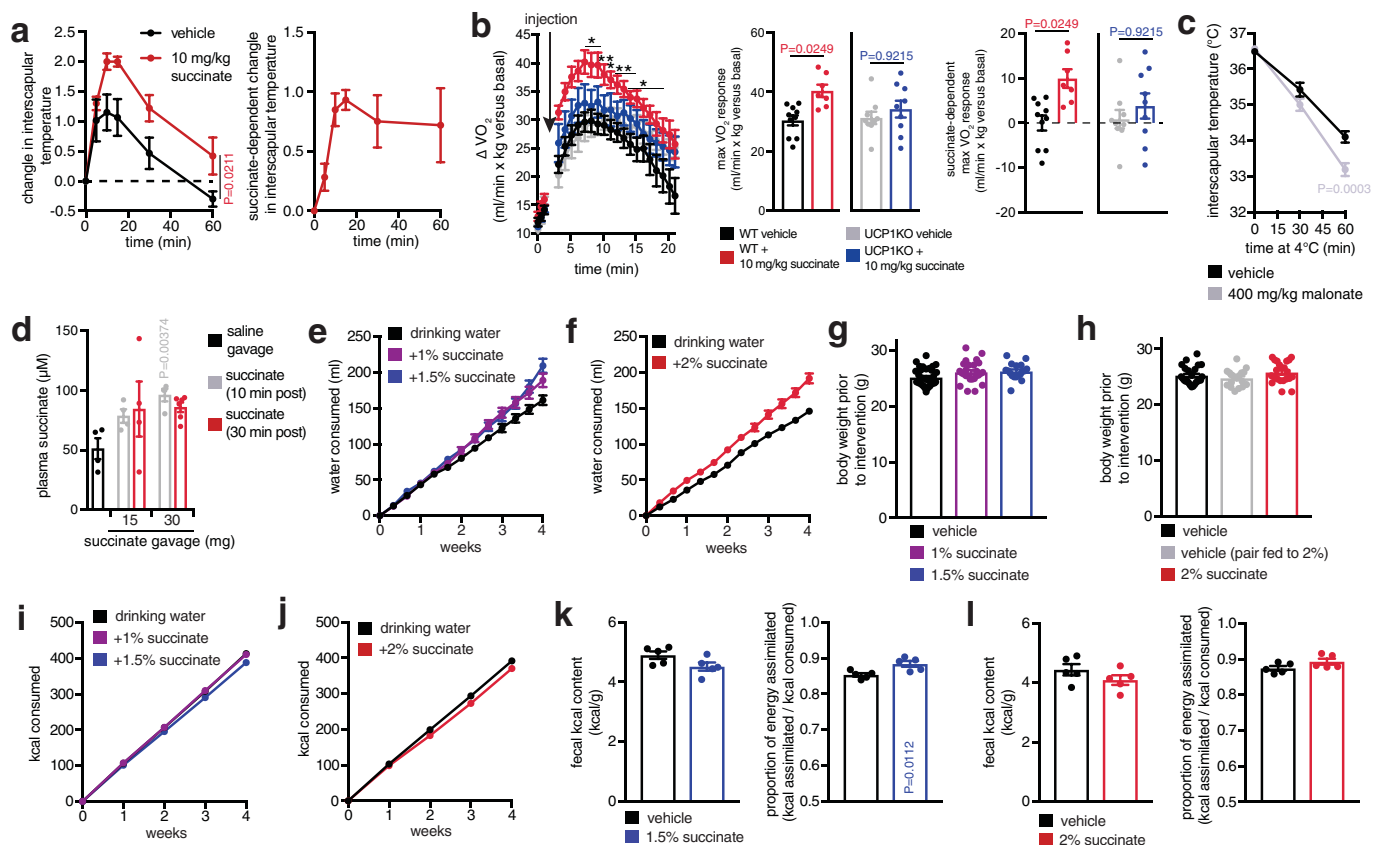 a
change in interscapular
temperature
2.5
2.0
1.5
1.0
0.5
0.0
-0.5
0
20
40
60
time (min)
vehicle
10 mg/kg
succinate
P=0.0211
succinate-dependent change
in interscapular temperature
1.5
1.0
0.5
0.0
0
20
40
60
time (min)
b
injection
Δ VO2
(ml/min x kg versus basal)
45
40
35
30
25
20
15
10
0
5
10
15
20
time (min)
*
**
**
*
max VO2 response
(ml/min x kg versus basal)
60
40
20
0
P=0.0249
P=0.9215
WT vehicle
WT +
10 mg/kg succinate
UCP1KO vehicle
UCP1KO +
10 mg/kg succinate
succinate-dependent
max VO2 response
(ml/min x kg versus basal)
20
10
0
-10
-20
P=0.0249
P=0.9215
c
interscapular temperature (°C)
37
36
35
34
33
32
0
15
30
45
60
time at 4°C (min)
P=0.0003
vehicle
400 mg/kg malonate
d
plasma succinate (µM)
150
100
50
0
P=0.00374
15
30
succinate gavage (mg)
saline
gavage
succinate
(10 min post)
succinate
(30 min post)
e
water consumed (ml)
250
200
150
100
50
0
0
1
2
3
4
weeks
drinking water
+1% succinate
+1.5% succinate
f
water consumed (ml)
250
200
150
100
50
0
0
1
2
3
4
weeks
drinking water
+2% succinate
g
body weight prior
to intervention (g)
30
20
10
0
vehicle
1% succinate
1.5% succinate
h
body weight prior
to intervention (g)
30
20
10
0
vehicle
vehicle (pair fed to 2%)
2% succinate
i
kcal consumed
500
400
300
200
100
0
0
1
2
3
4
weeks
drinking water
+1% succinate
+1.5% succinate
j
kcal consumed
500
400
300
200
100
0
0
1
2
3
4
weeks
drinking water
+2% succinate
k
fecal kcal content
(kcal/g)
6
4
2
0
vehicle
1.5% succinate
proportion of energy assimilated
(kcal assimilated / kcal consumed)
1.0
0.9
0.8
0.7
0.6
0.5
P=0.0112
l
fecal kcal content
(kcal/g)
6
4
2
0
vehicle
2% succinate
proportion of energy assimilated
(kcal assimilated / kcal consumed)
1.0
0.9
0.8
0.7
0.6
0.5